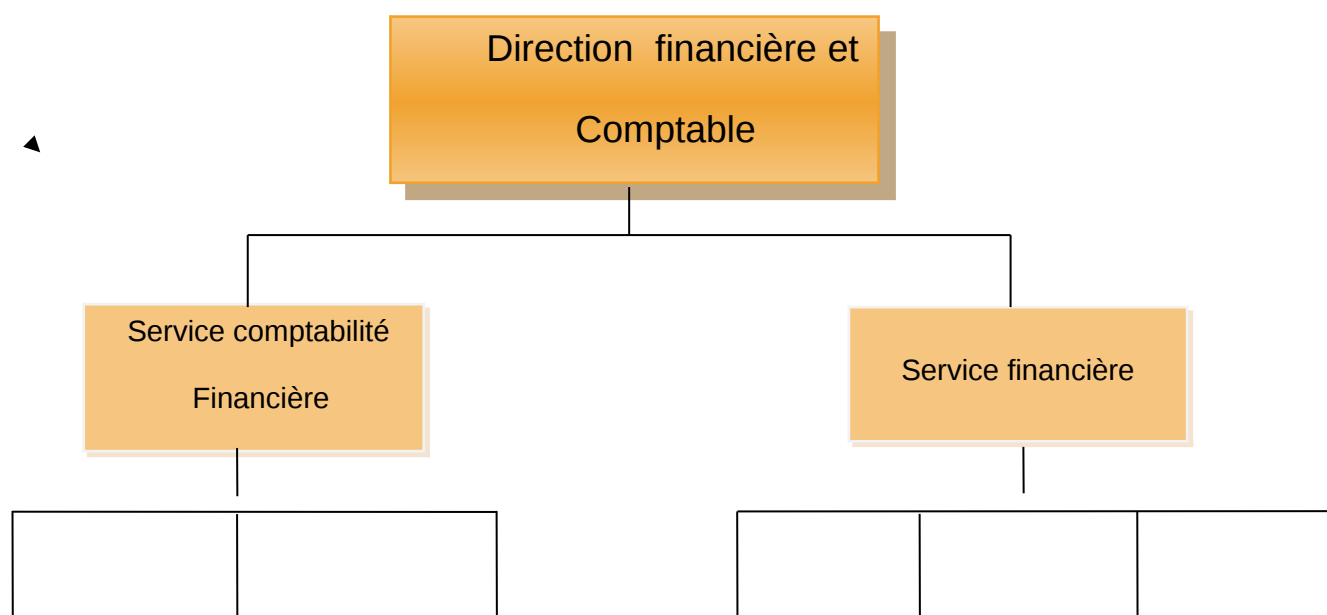 Direction  financière et
Comptable
Service comptabilité
Financière
Service financière